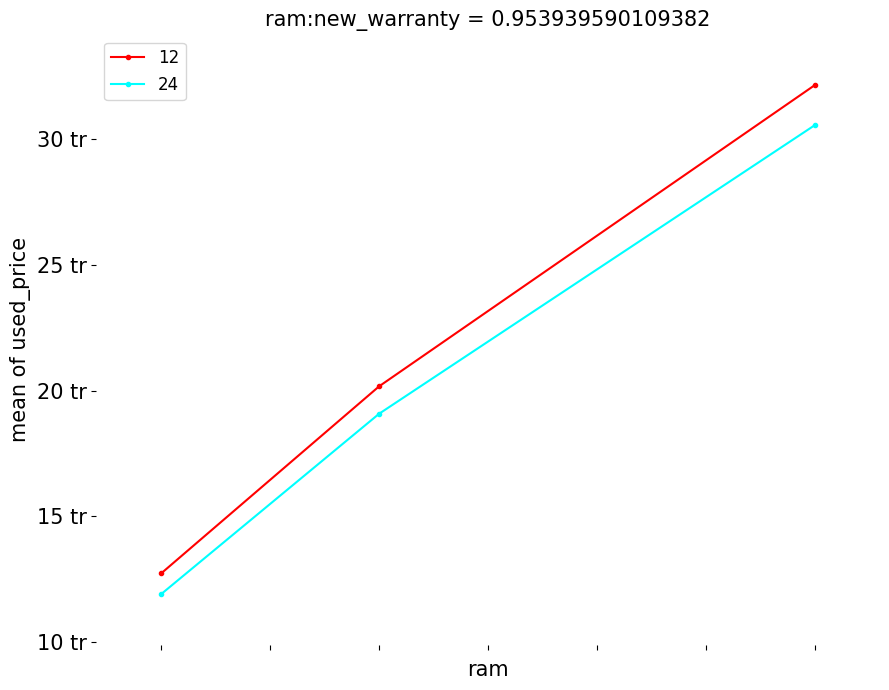 ram:new_warranty = 0.953939590109382
12
24
30 tr
25 tr
20 tr
15 tr
10 tr
mean of used_price
ram